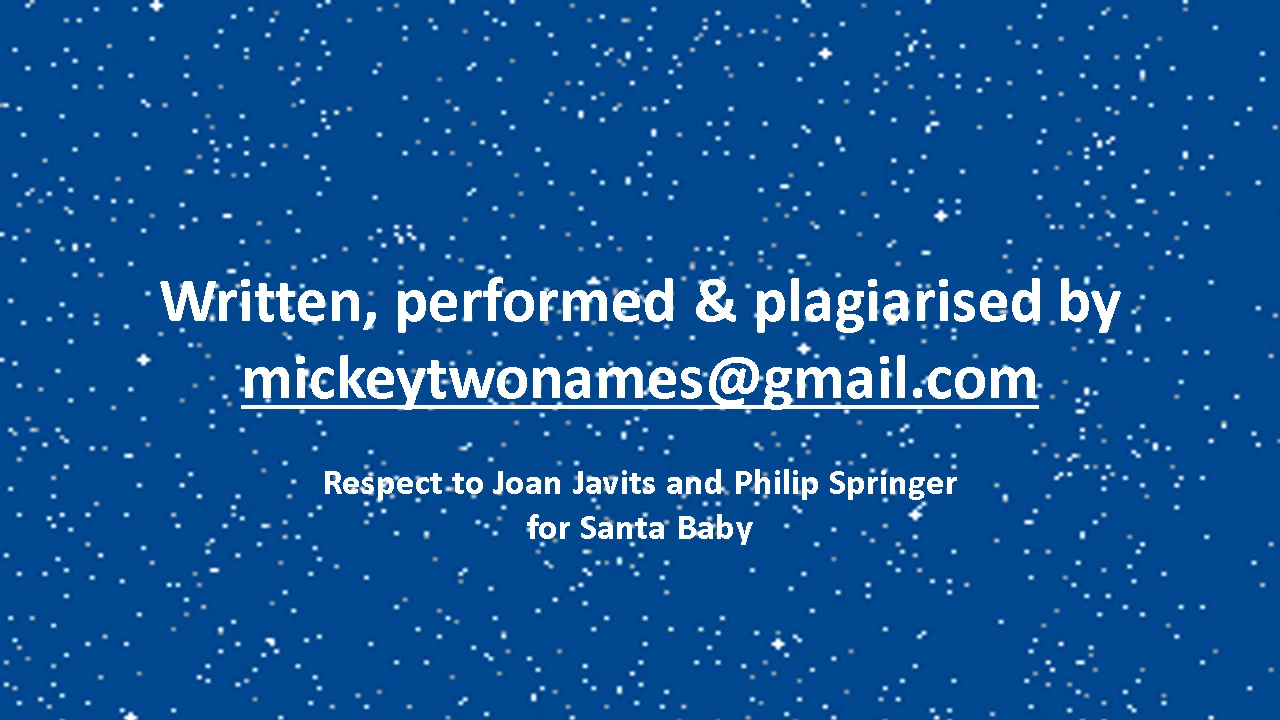 Written, performed & plagiarised by
mickeytwonames@gmail.com
Respect to Joan Javits and Philip Springer
for Santa Baby